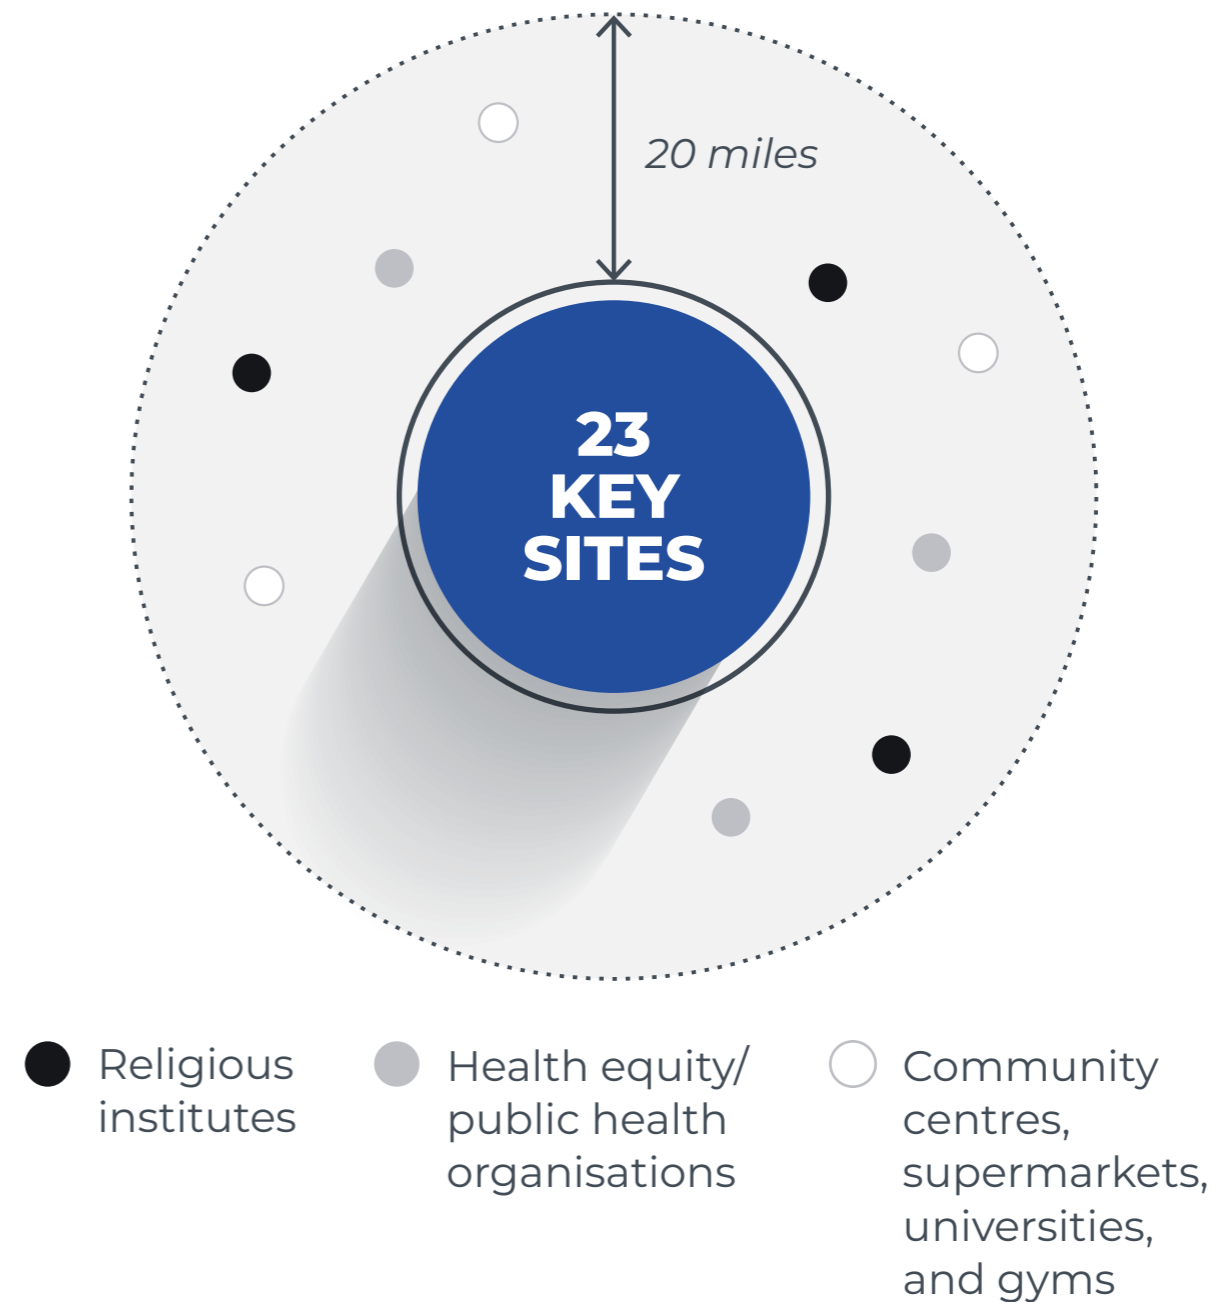 20 miles
23
KEY
SITES
Religious
institutes
Health equity/
public health
organisations
Community
centres,
supermarkets,
universities,
and gyms